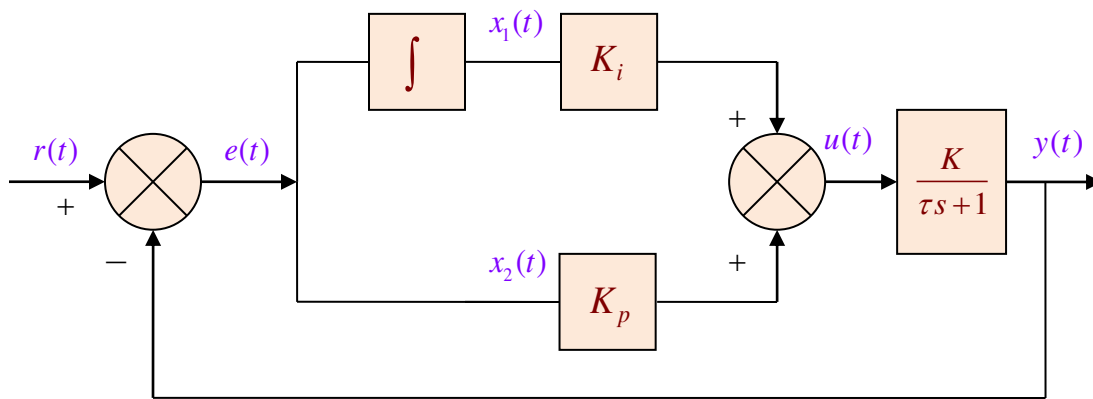 x₁(t)
∫
Kᵢ
+
r(t)
e(t)
u(t)
y(t)
K
τs+1
+
−
x₂(t)
+
Kₚ